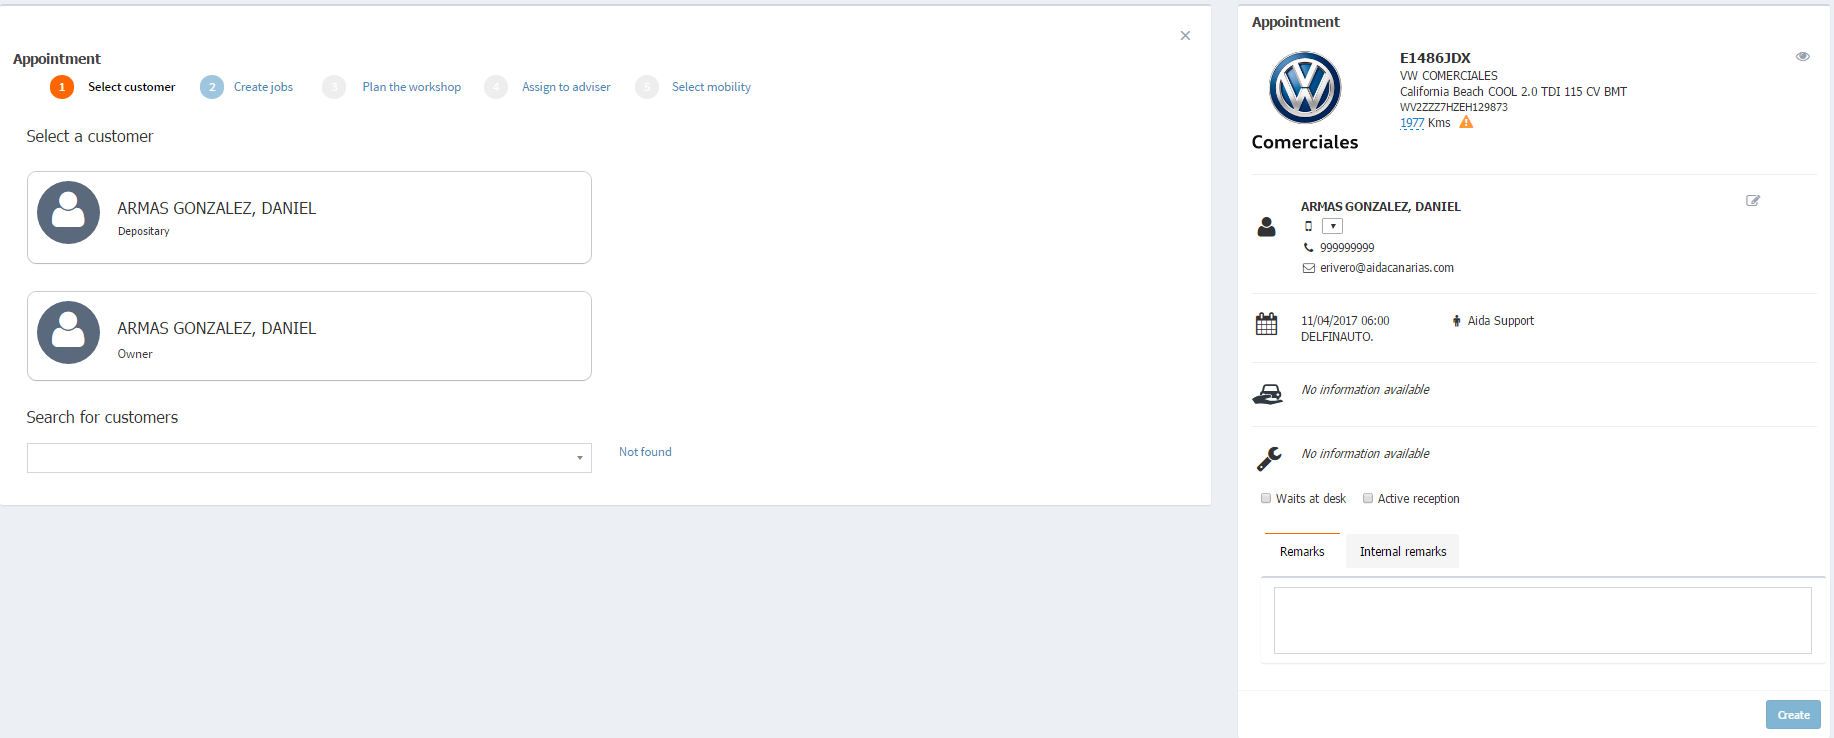 Appointment
1 Select customer 2 Create jobs 3 Plan the workshop 4 Assign to adviser 5 Select mobility
Select a customer
ARMAS GONZALEZ, DANIEL
Depositary
ARMAS GONZALEZ, DANIEL
Owner
Search for customers
Not found
Appointment
E1486JDX
VW COMERCIALES
California Beach COOL 2.0 TDI 115 CV BMT
WV2ZZZ7HZEH129873
1977 Kms
Comerciales
ARMAS GONZALEZ, DANIEL
999999999
erivero@aidacanarias.com
11/04/2017 06:00 Aida Support
DELFINAUTO.
No information available
No information available
Waits at desk Active reception
Remarks Internal remarks
Create